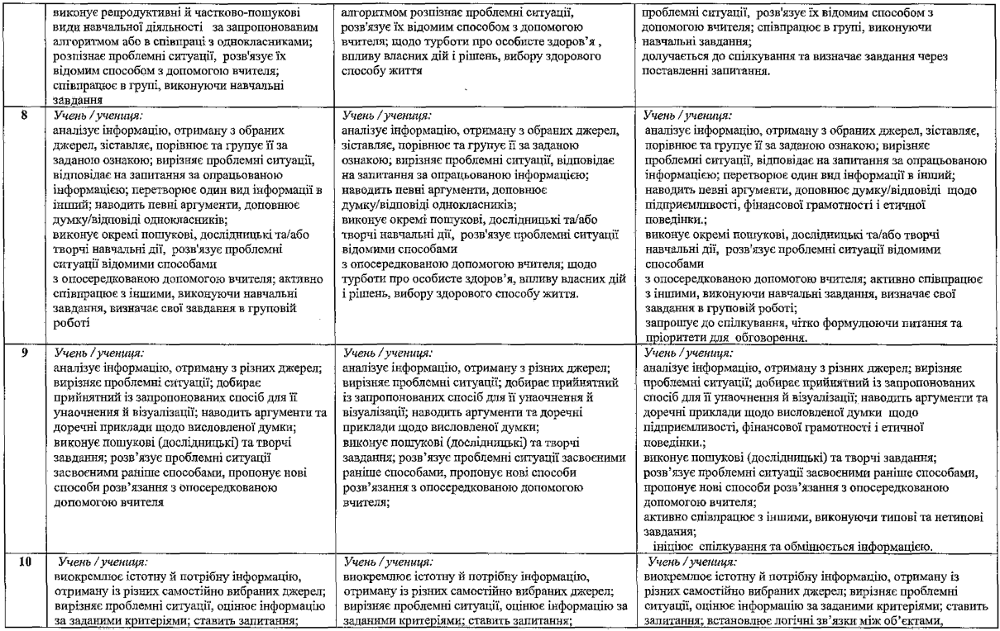 виконує репродуктивні й частково-пошукові
види навчальної діяльності за запропонованим
алгоритмом або в співпраці з однокласниками;
розпізнає проблемні ситуації, розв'язує їх
відомим способом з допомогою вчителя;
співпрацює в групі, виконуючи навчальні
завдання
алгоритмом розпізнає проблемні ситуації,
розв'язує їх відомим способом з допомогою
вчителя; щодо турботи про особисте здоров’я ,
впливу власних дій і рішень, вибору здорового
способу життя
проблемні ситуації, розв'язує їх відомим способом з
допомогою вчителя; співпрацює в групі, виконуючи
навчальні завдання;
долучається до спілкування та визначає завдання через
поставленні запитання.
8
Учень / учениця:
аналізує інформацію, отриману з обраних
джерел, зіставляє, порівнює та групує її за
заданою ознакою; вирізняє проблемні ситуації,
відповідає на запитання за опрацьованою
інформацією; перетворює один вид інформації в
інший; наводить певні аргументи, доповнює
думку/відповіді однокласників;
виконує окремі пошукові, дослідницькі та/або
творчі навчальні дії, розв'язує проблемні
ситуації відомими способами
з опосередкованою допомогою вчителя; активно
співпрацює з іншими, виконуючи навчальні
завдання, визначає свої завдання в груповій
роботі
Учень / учениця:
аналізує інформацію, отриману з обраних джерел,
зіставляє, порівнює та групує її за заданою
ознакою; вирізняє проблемні ситуації, відповідає
на запитання за опрацьованою інформацією;
наводить певні аргументи, доповнює
думку/відповіді однокласників;
виконує окремі пошукові, дослідницькі та/або
творчі навчальні дії, розв'язує проблемні ситуації
відомими способами
з опосередкованою допомогою вчителя; щодо
турботи про особисте здоров’я, впливу власних дій
і рішень, вибору здорового способу життя.
Учень / учениця:
аналізує інформацію, отриману з обраних джерел, зіставляє,
порівнює та групує її за заданою ознакою; вирізняє
проблемні ситуації, відповідає на запитання за опрацьованою
інформацією; перетворює один вид інформації в інший;
наводить певні аргументи, доповнює думку/відповіді щодо
підприємливості, фінансової грамотності і етичної
поведінки.;
виконує окремі пошукові, дослідницькі та/або творчі
навчальні дії, розв'язує проблемні ситуації відомими
способами
з опосередкованою допомогою вчителя; активно співпрацює
з іншими, виконуючи навчальні завдання, визначає свої
завдання в груповій роботі;
запрошує до спілкування, чітко формулюючи питання та
пріоритети для обговорення.
9
Учень / учениця:
аналізує інформацію, отриману з різних джерел;
вирізняє проблемні ситуації; добирає
прийнятний із запропонованих спосіб для її
унаочнення й візуалізації; наводить аргументи та
доречні приклади щодо висловленої думки;
виконує пошукові (дослідницькі) та творчі
завдання; розв’язує проблемні ситуації
засвоєними раніше способами, пропонує нові
способи розв’язання з опосередкованою
допомогою вчителя
Учень / учениця:
аналізує інформацію, отриману з різних джерел;
вирізняє проблемні ситуації; добирає прийнятний
із запропонованих спосіб для її унаочнення й
візуалізації; наводить аргументи та доречні
приклади щодо висловленої думки;
виконує пошукові (дослідницькі) та творчі
завдання; розв’язує проблемні ситуації засвоєними
раніше способами, пропонує нові способи
розв’язання з опосередкованою допомогою
вчителя;
Учень / учениця:
аналізує інформацію, отриману з різних джерел; вирізняє
проблемні ситуації; добирає прийнятний із запропонованих
спосіб для її унаочнення й візуалізації; наводить аргументи та
доречні приклади щодо висловленої думки щодо
підприємливості, фінансової грамотності і етичної
поведінки.;
виконує пошукові (дослідницькі) та творчі завдання;
розв’язує проблемні ситуації засвоєними раніше способами,
пропонує нові способи розв’язання з опосередкованою
допомогою вчителя;
активно співпрацює з іншими, виконуючи типові та нетипові
завдання;
ініціює спілкування та обмінюється інформацією.
10
Учень / учениця:
виокремлює істотну й потрібну інформацію,
отриману із різних самостійно вибраних джерел;
вирізняє проблемні ситуації, оцінює інформацію
за заданими критеріями; ставить запитання;
Учень / учениця:
виокремлює істотну й потрібну інформацію,
отриману із різних самостійно вибраних джерел;
вирізняє проблемні ситуації, оцінює інформацію за
заданими критеріями; ставить запитання;
Учень / учениця:
виокремлює істотну й потрібну інформацію, отриману із
різних самостійно вибраних джерел; вирізняє проблемні
ситуації, оцінює інформацію за заданими критеріями; ставить
запитання; встановлює логічні зв’язки між об’єктами,